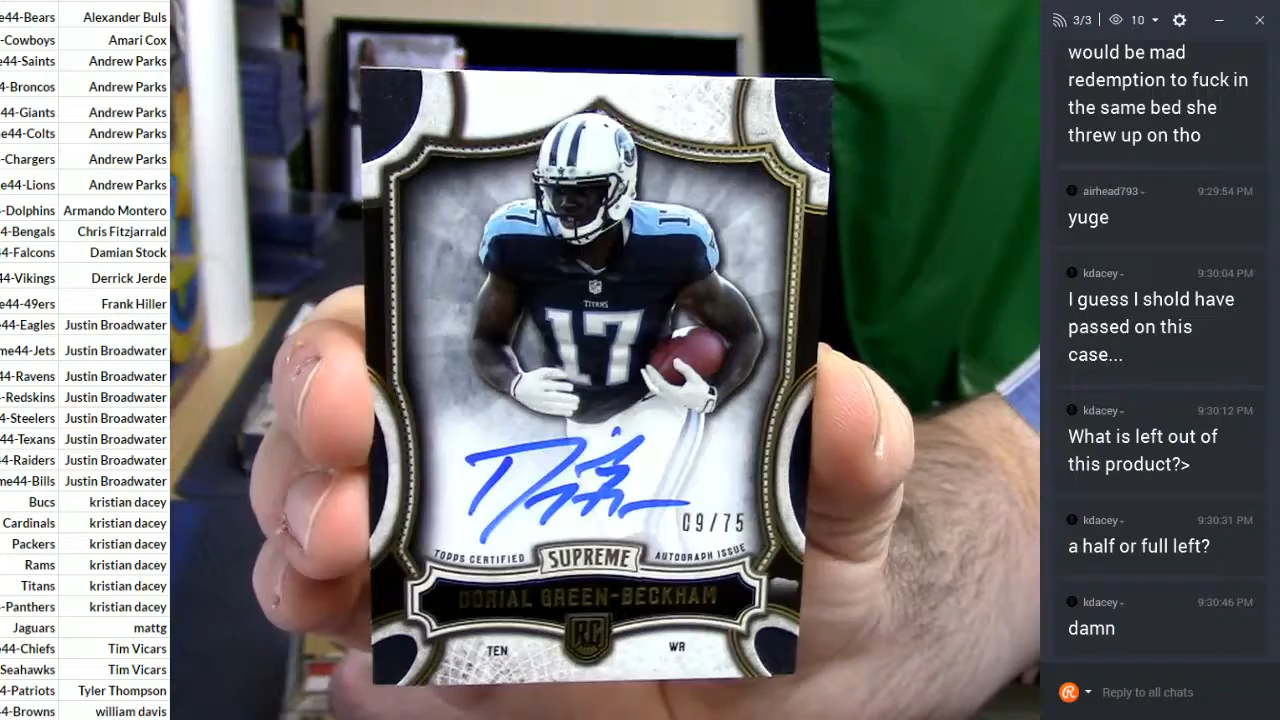 e44-Bears Alexander Buls
-Cowboys Amari Cox
e44-Saints Andrew Parks
4-Broncos Andrew Parks
44-Giants Andrew Parks
ne44-Colts Andrew Parks
-Chargers Andrew Parks
ne44-Lions Andrew Parks
-Dolphins Armando Montero
4-Bengals Chris Fitzjarrald
44-Falcons Damian Stock
44-Vikings Derrick Jerde
e44-49ers Frank Hiller
e44-Eagles Justin Broadwater
me44-Jets Justin Broadwater
44-Ravens Justin Broadwater
-Redskins Justin Broadwater
-Steelers Justin Broadwater
44-Texans Justin Broadwater
44-Raiders Justin Broadwater
me44-Bills Justin Broadwater
Bucs kristian dacey
Cardinals kristian dacey
Packers kristian dacey
Rams kristian dacey
Titans kristian dacey
-Panthers kristian dacey
Jaguars mattg
-Chiefs Tim Vicars
Seahawks Tim Vicars
4-Patriots Tyler Thompson
4-Browns william davis
17
17
NFL
TITANS
17
09/75
TOPPS CERTIFIED SUPREME AUTOGRAPH ISSUE
DORIAL GREEN-BECKHAM
RC
TEN WR
3/3 10
would be mad
redemption to fuck in
the same bed she
threw up on tho
airhead793 - 9:29:54 PM
yuge
kdacey - 9:30:04 PM
I guess I shold have
passed on this
case...
kdacey - 9:30:12 PM
What is left out of
this product?>
kdacey - 9:30:31 PM
a half or full left?
kdacey - 9:30:46 PM
damn
Reply to all chats